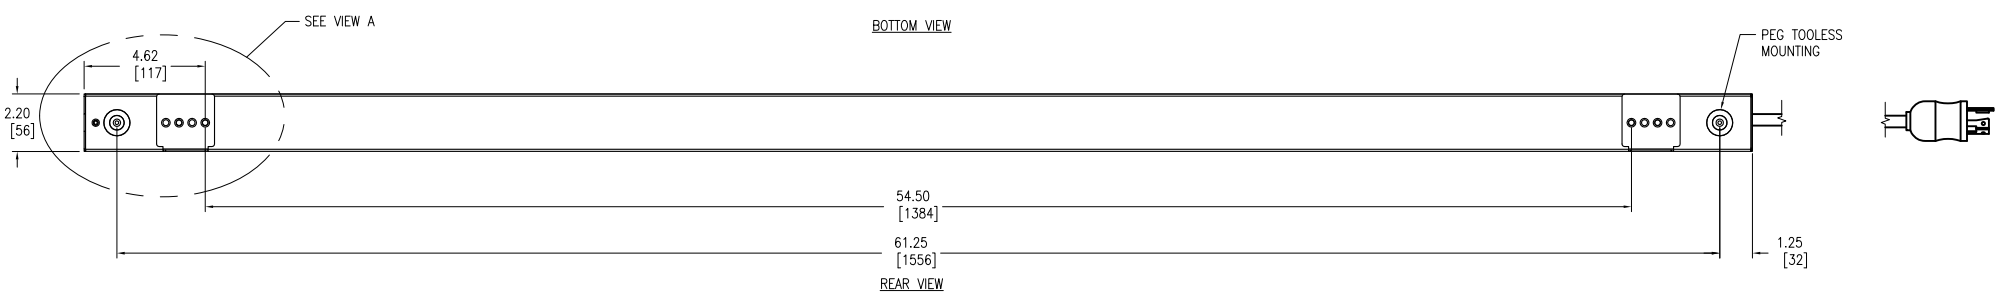 SEE VIEW A
BOTTOM VIEW
PEG TOOLESS
MOUNTING
4.62
[117]
2.20
[56]
54.50
[1384]
61.25
[1556]
1.25
[32]
REAR VIEW